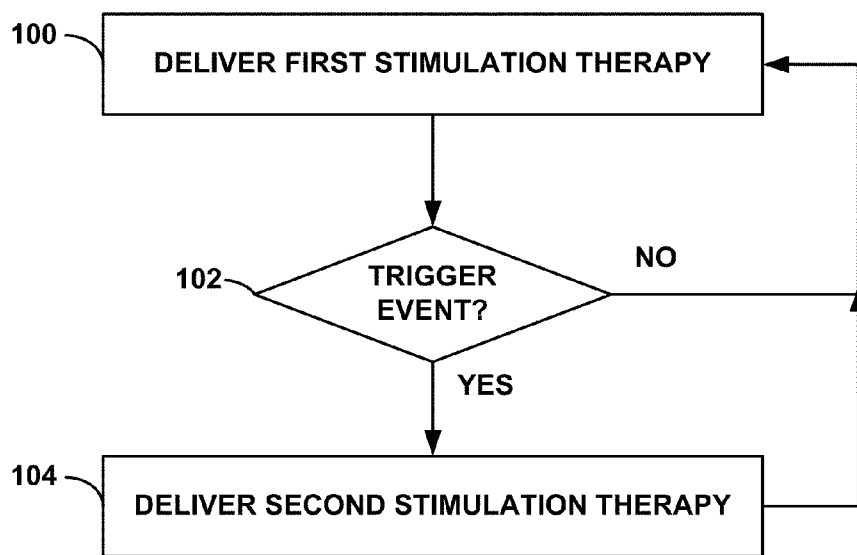 100
DELIVER FIRST STIMULATION THERAPY
102
TRIGGER
EVENT?
NO
YES
104
DELIVER SECOND STIMULATION THERAPY